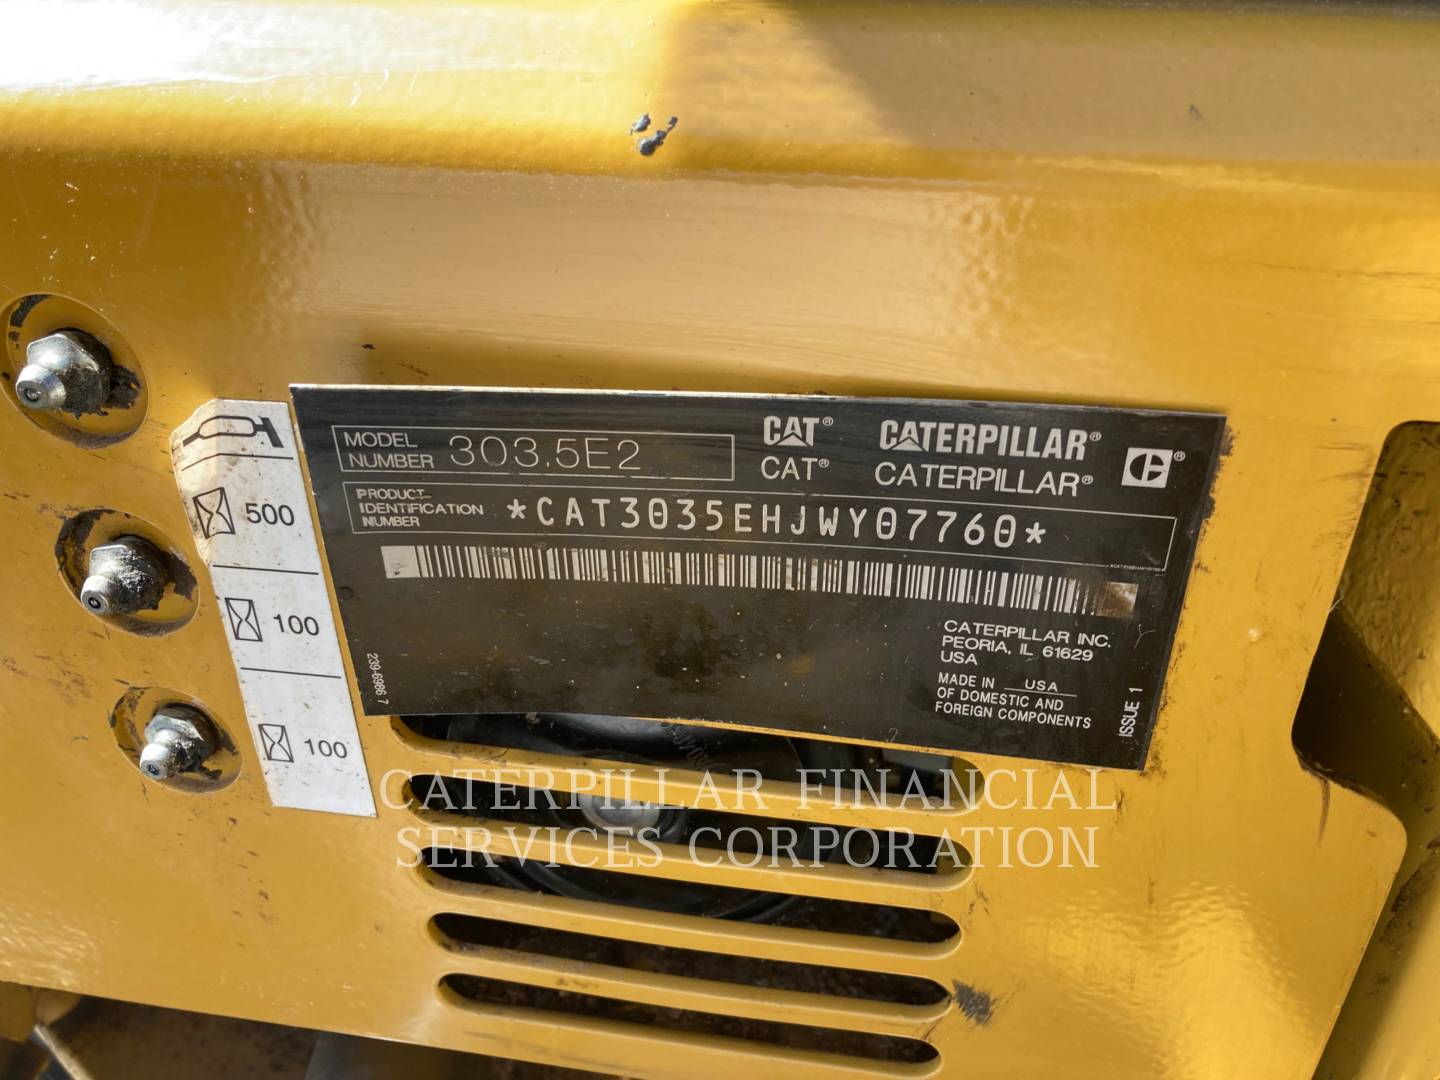 MODEL NUMBER 303.5E2
CAT® CATERPILLAR®
CAT® CATERPILLAR® C®
PRODUCT IDENTIFICATION NUMBER *CAT3035EHJWY07760*
CATERPILLAR INC.
PEORIA, IL 61629
USA
MADE IN USA
OF DOMESTIC AND
FOREIGN COMPONENTS
ISSUE 1
239-6986 7
500
100
100
CATERPILLAR FINANCIAL
SERVICES CORPORATION